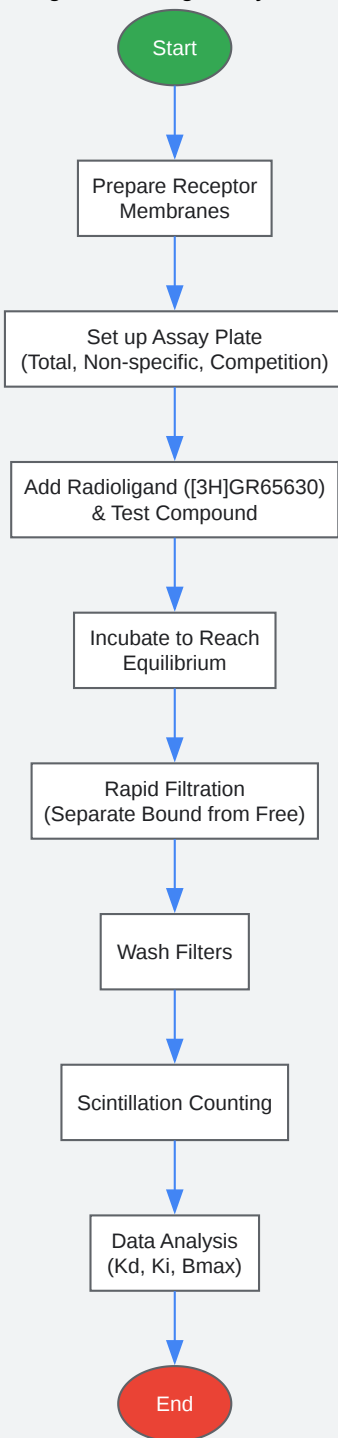 Start
Prepare Receptor
Membranes
Set up Assay Plate
(Total, Non-specific, Competition)
Add Radioligand ([3H]GR65630)
& Test Compound
Incubate to Reach
Equilibrium
Rapid Filtration
(Separate Bound from Free)
Wash Filters
Scintillation Counting
Data Analysis
(Kd, Ki, Bmax)
End